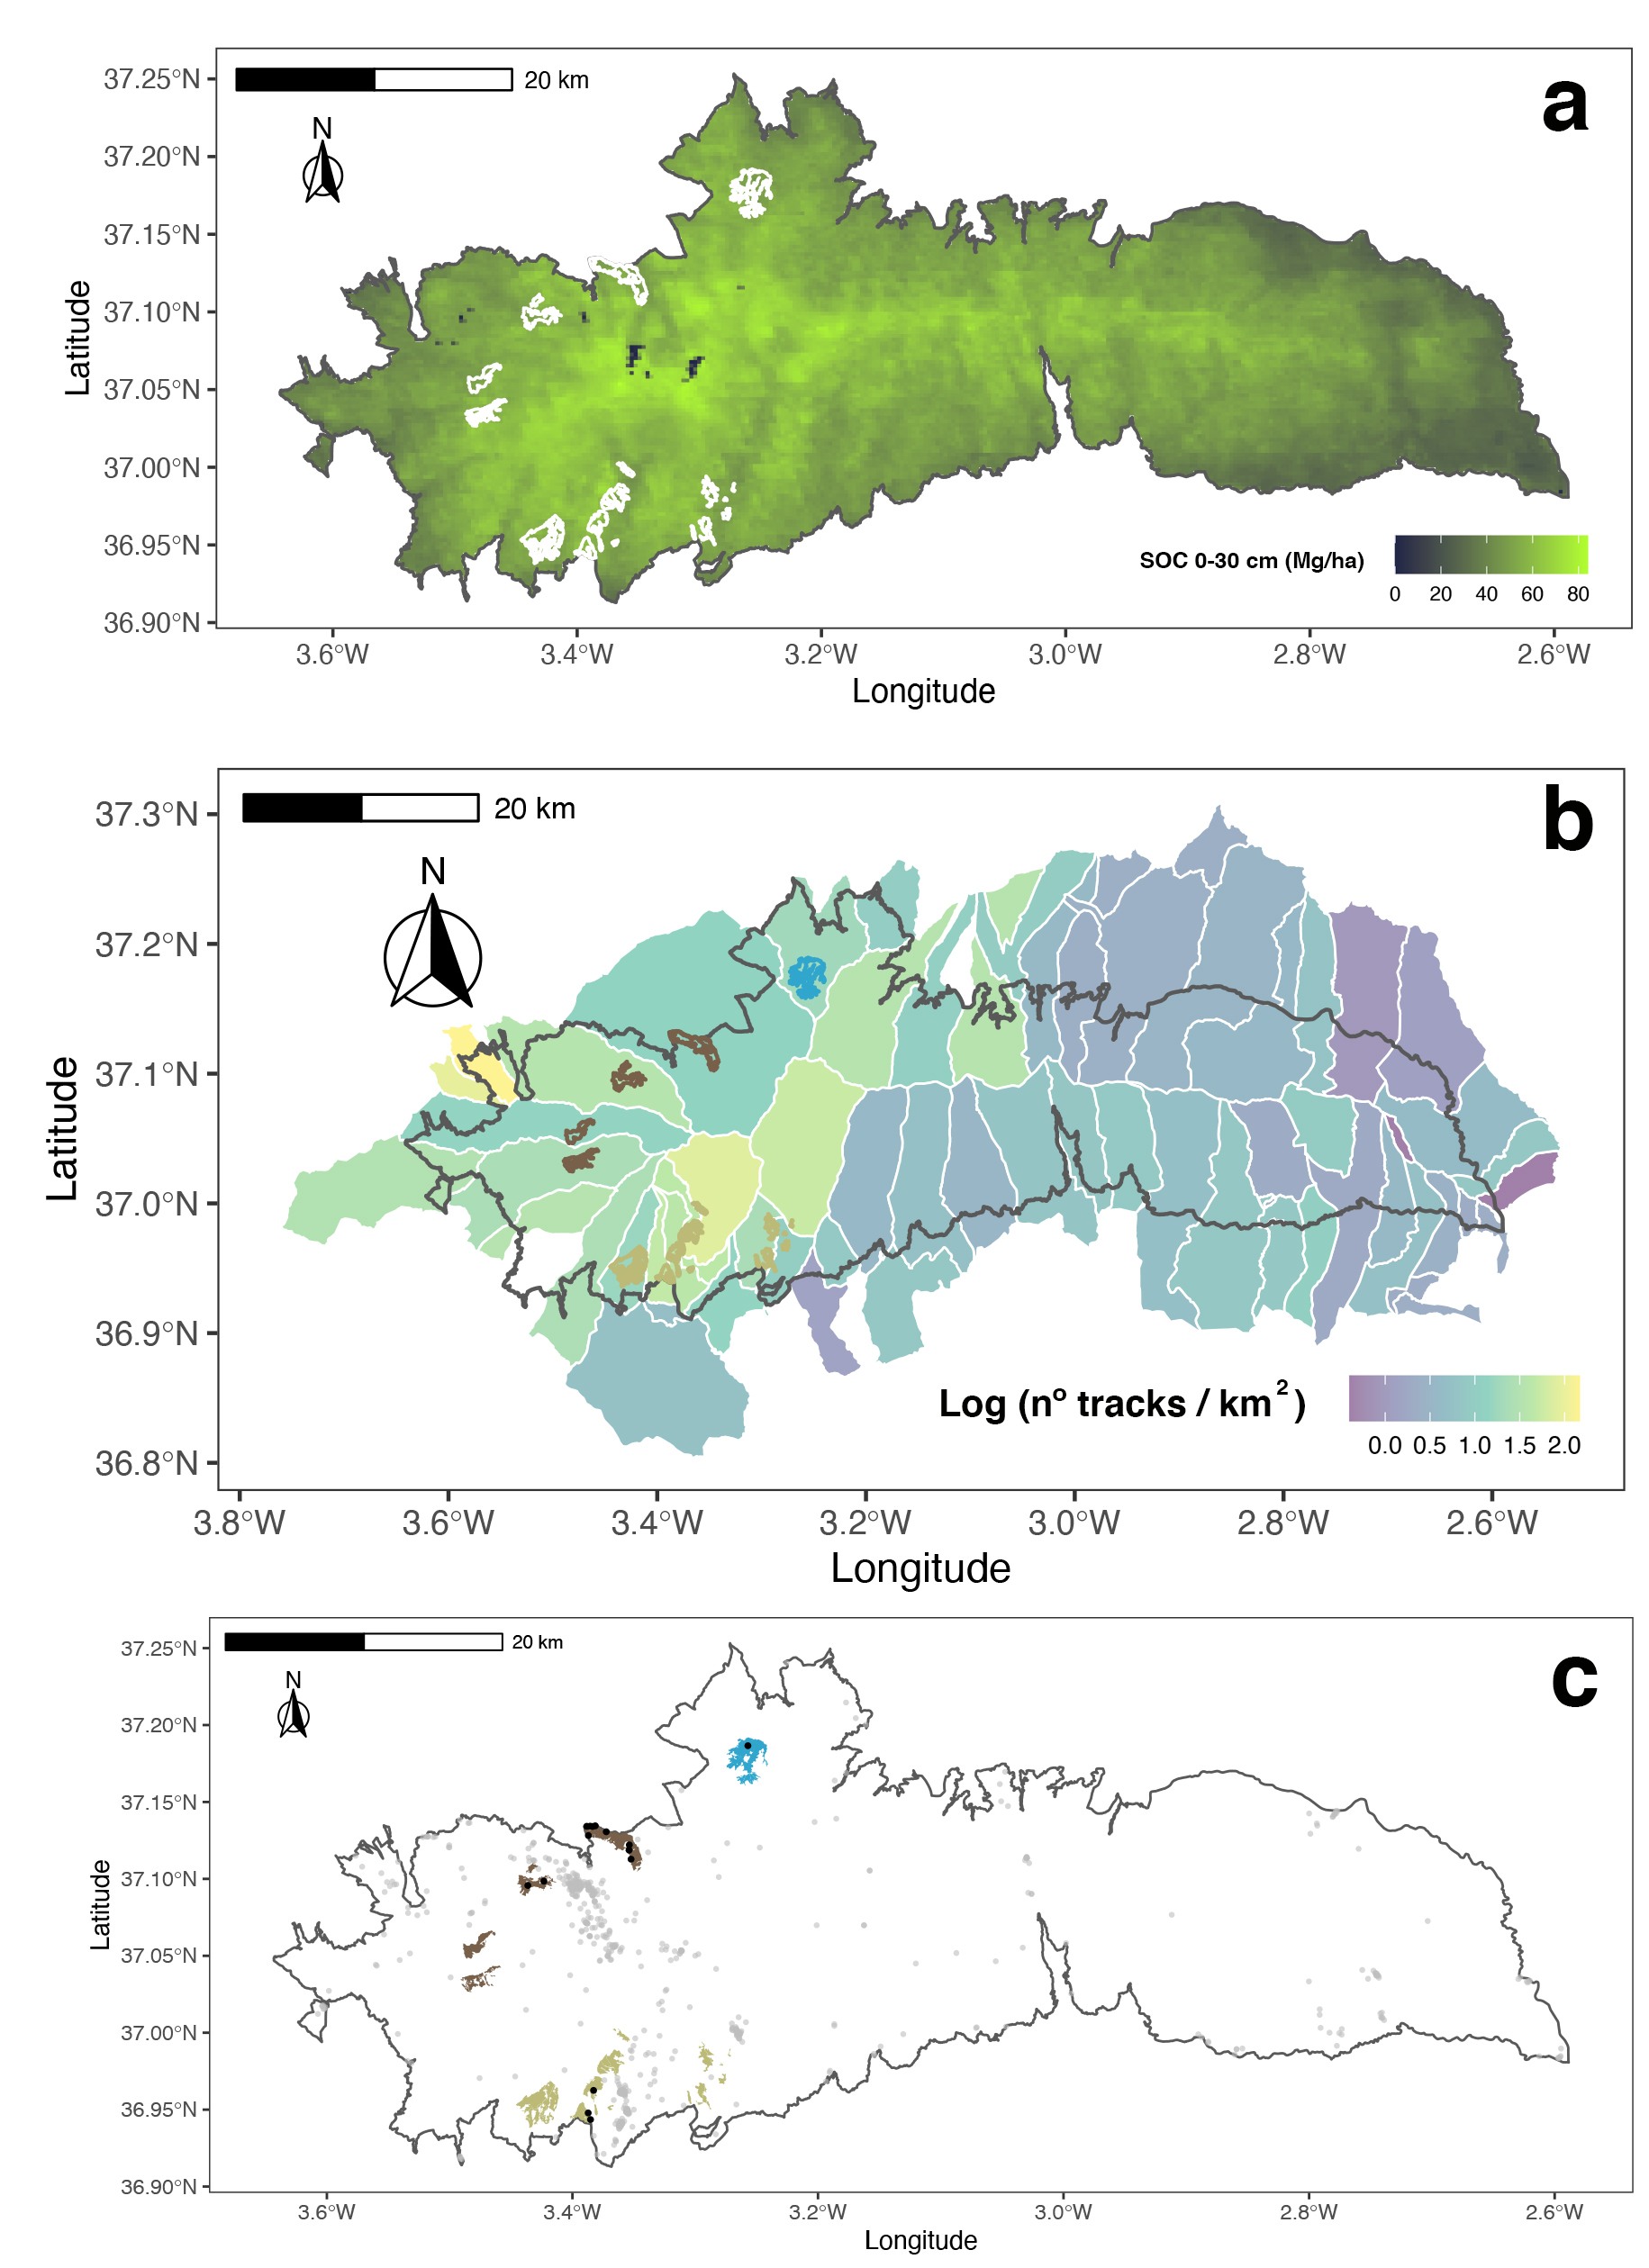 a
37.25°N
20 km
N
37.20°N
37.15°N
37.10°N
37.05°N
37.00°N
36.95°N
36.90°N
Latitude
SOC 0-30 cm (Mg/ha)
0 20 40 60 80
3.6°W 3.4°W 3.2°W 3.0°W 2.8°W 2.6°W
Longitude
b
37.3°N
20 km
N
37.2°N
37.1°N
37.0°N
36.9°N
36.8°N
Latitude
Log (nº tracks / km²)
0.0 0.5 1.0 1.5 2.0
3.8°W 3.6°W 3.4°W 3.2°W 3.0°W 2.8°W 2.6°W
Longitude
c
37.25°N
20 km
N
37.20°N
37.15°N
37.10°N
37.05°N
37.00°N
36.95°N
36.90°N
Latitude
3.6°W 3.4°W 3.2°W 3.0°W 2.8°W 2.6°W
Longitude